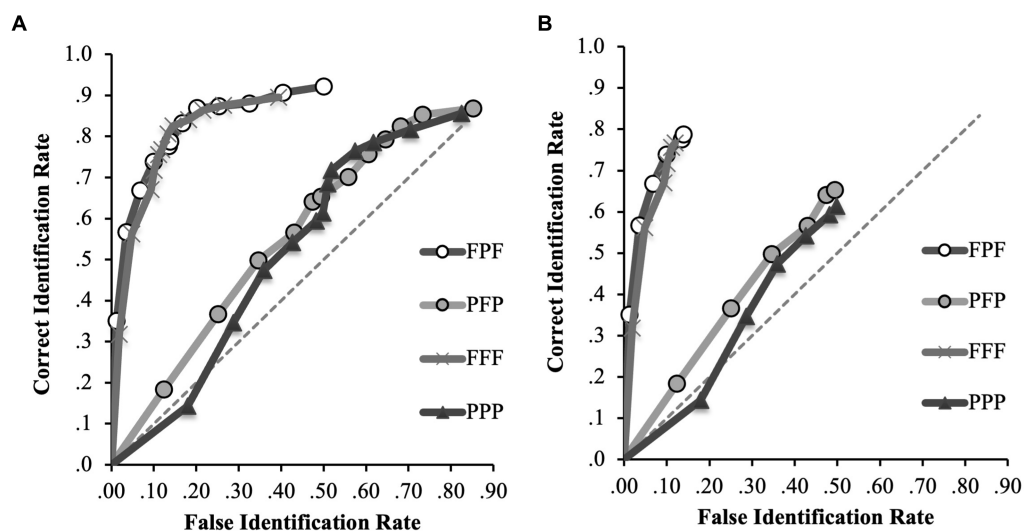 A
1.0
.9
.8
.7
.6
.5
.4
.3
.2
.1
.0
Correct Identification Rate
.00 .10 .20 .30 .40 .50 .60 .70 .80 .90
False Identification Rate
FPF
PFP
FFF
PPP
B
1.0
.9
.8
.7
.6
.5
.4
.3
.2
.1
.0
Correct Identification Rate
.00 .10 .20 .30 .40 .50 .60 .70 .80 .90
False Identification Rate
FPF
PFP
FFF
PPP